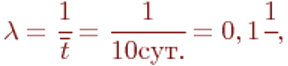 λ = 1/t̅ = 1/10сут. = 0,1 1/,